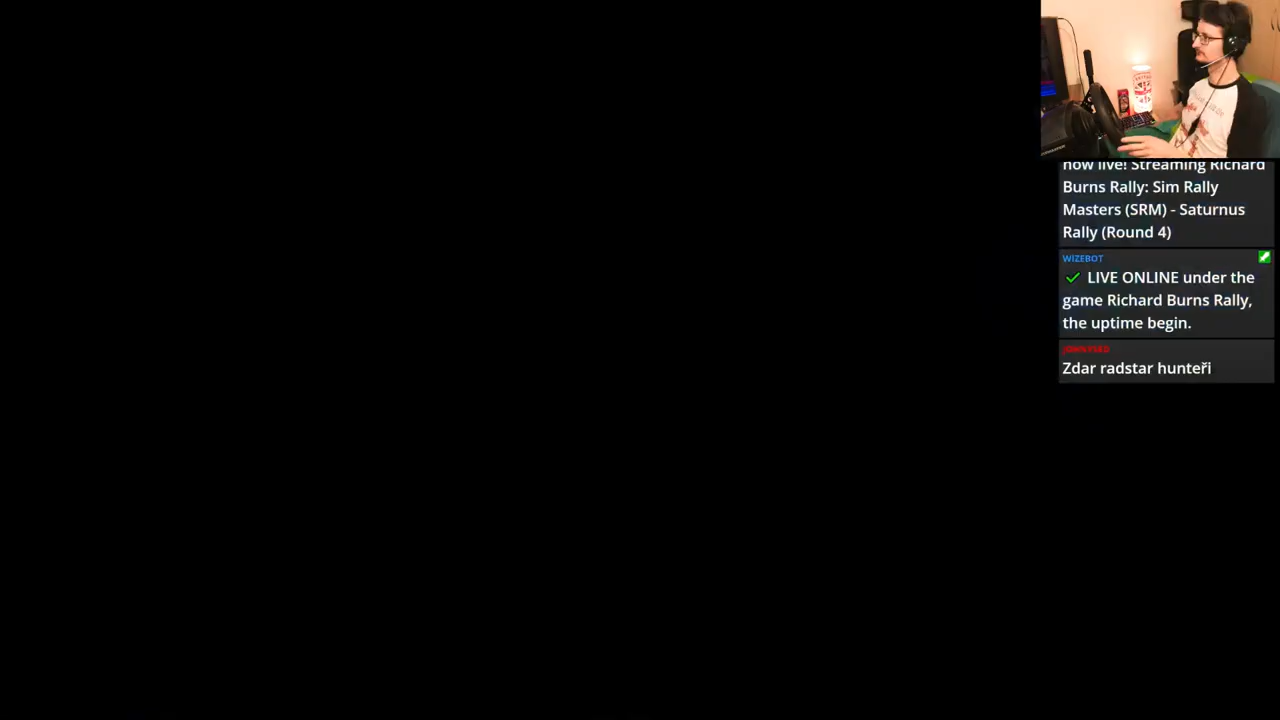 now live! Streaming Richard
Burns Rally: Sim Rally
Masters (SRM) - Saturnus
Rally (Round 4)
WIZEBOT
✓ LIVE ONLINE under the
game Richard Burns Rally,
the uptime begin.
Zdar radstar hunteři